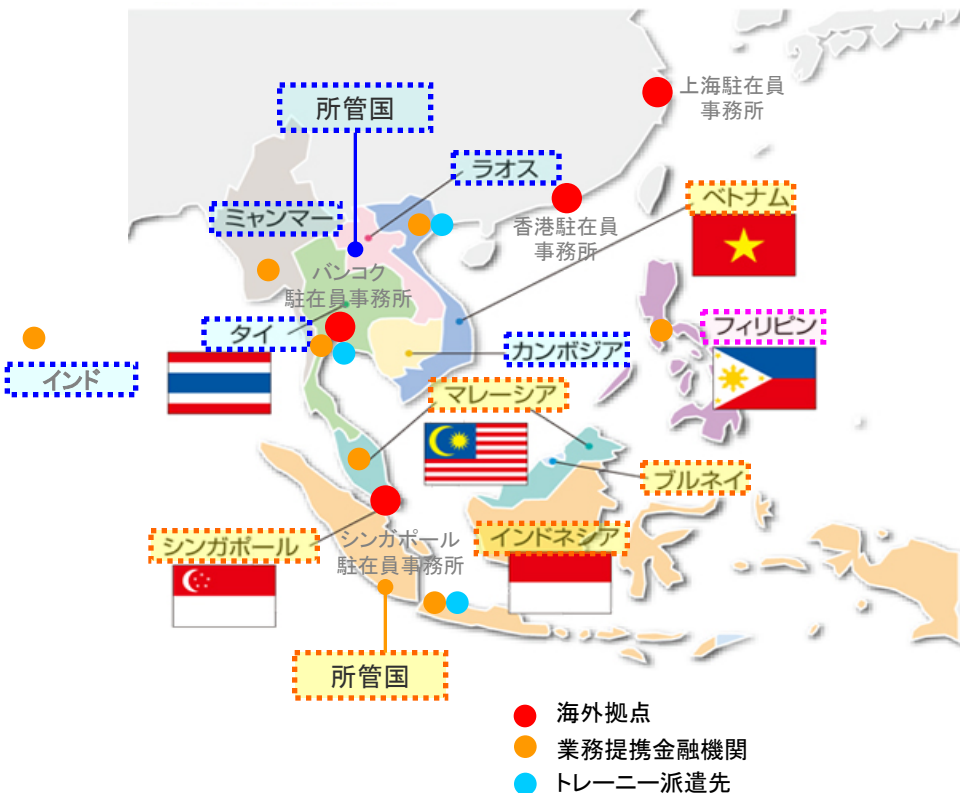 上海駐在員
事務所
所管国
ラオス
ベトナム
ミャンマー
香港駐在員
事務所
バンコク
駐在員事務所
タイ
カンボジア
フィリピン
インド
マレーシア
ブルネイ
シンガポール
シンガポール
駐在員事務所
インドネシア
所管国
海外拠点
業務提携金融機関
トレーニー派遣先